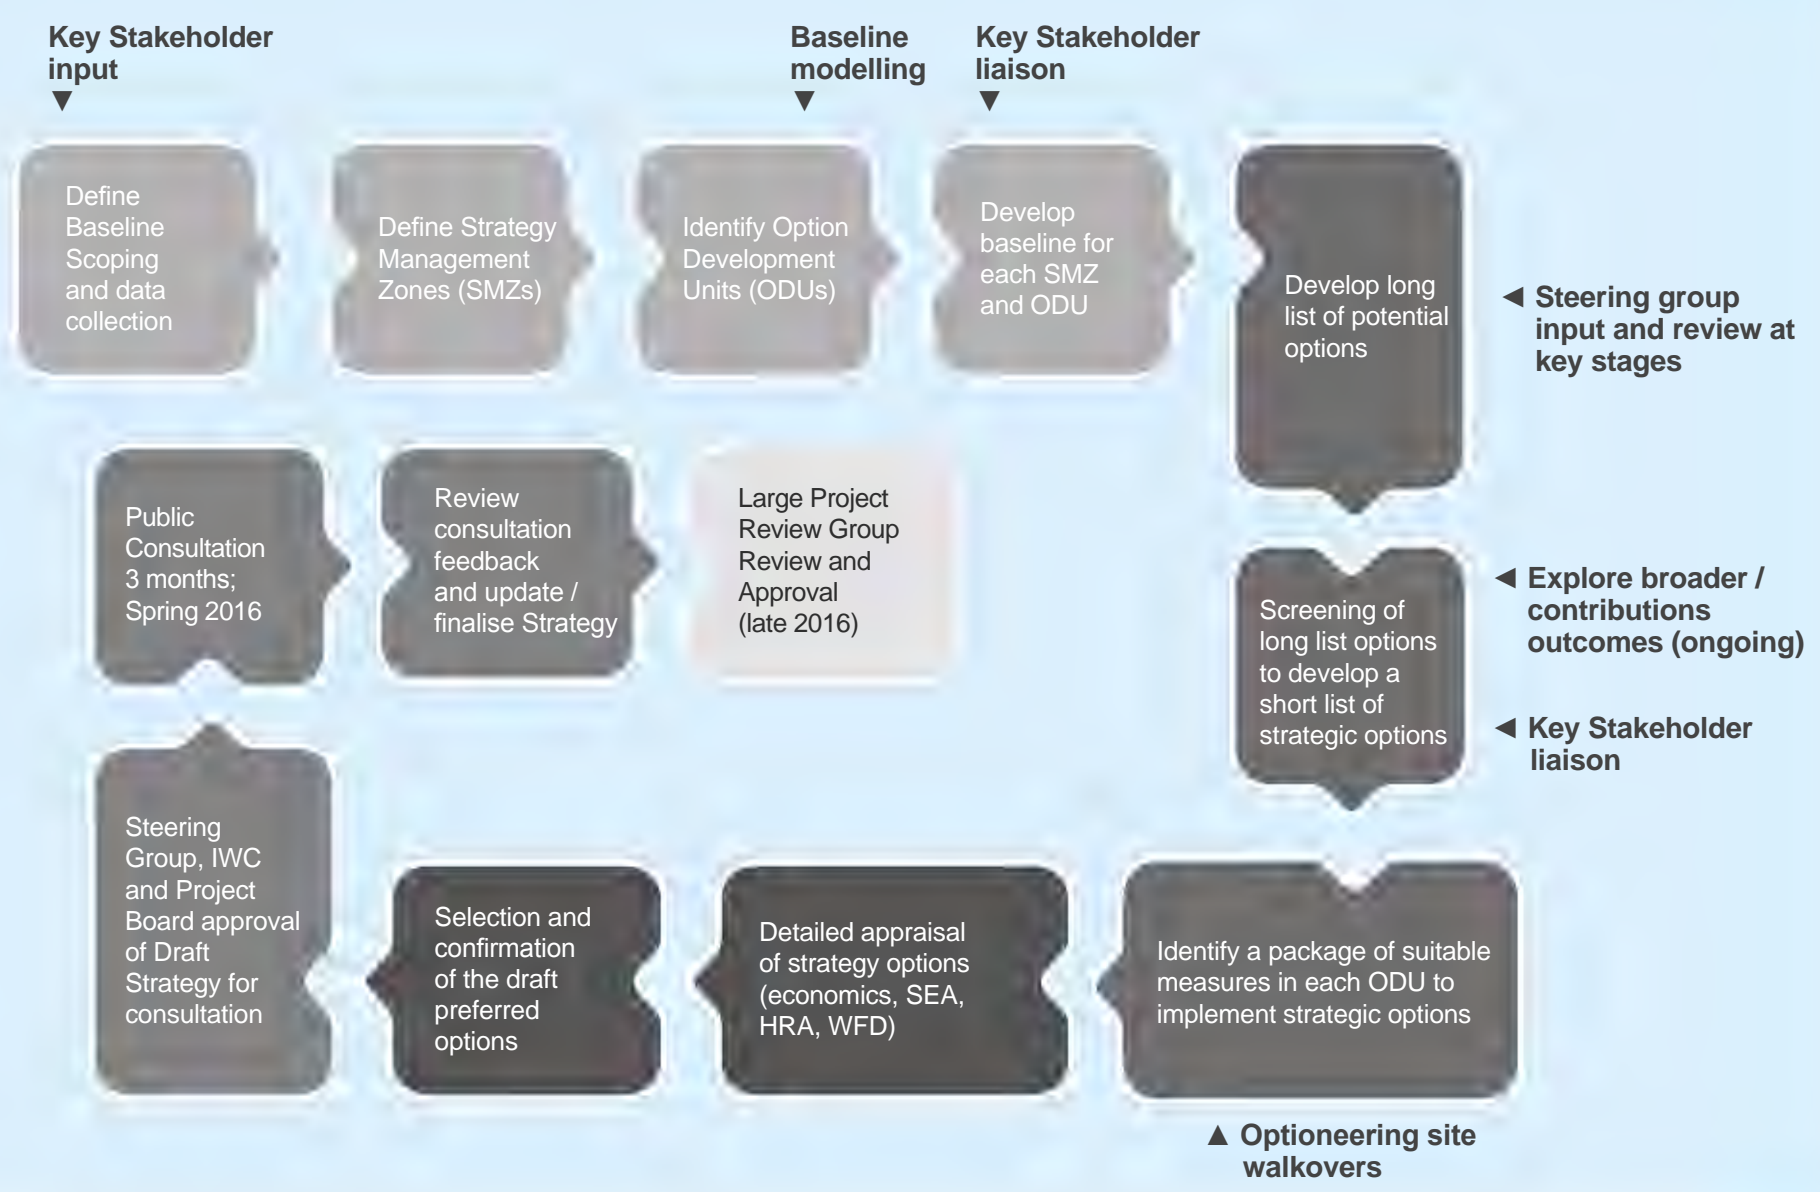 Key Stakeholder
input
Baseline
modelling
Key Stakeholder
liaison
Define
Baseline
Scoping
and data
collection
Define Strategy
Management
Zones (SMZs)
Identify Option
Development
Units (ODUs)
Develop
baseline for
each SMZ
and ODU
Develop long
list of potential
options
◄ Steering group
input and review at
key stages
Screening of
long list options
to develop a
short list of
strategic options
◄ Explore broader /
contributions
outcomes (ongoing)
◄ Key Stakeholder
liaison
Identify a package of suitable
measures in each ODU to
implement strategic options
▲ Optioneering site
walkovers
Detailed appraisal
of strategy options
(economics, SEA,
HRA, WFD)
Selection and
confirmation
of the draft
preferred
options
Steering
Group, IWC
and Project
Board approval
of Draft
Strategy for
consultation
Public
Consultation
3 months;
Spring 2016
Review
consultation
feedback
and update /
finalise Strategy
Large Project
Review Group
Review and
Approval
(late 2016)